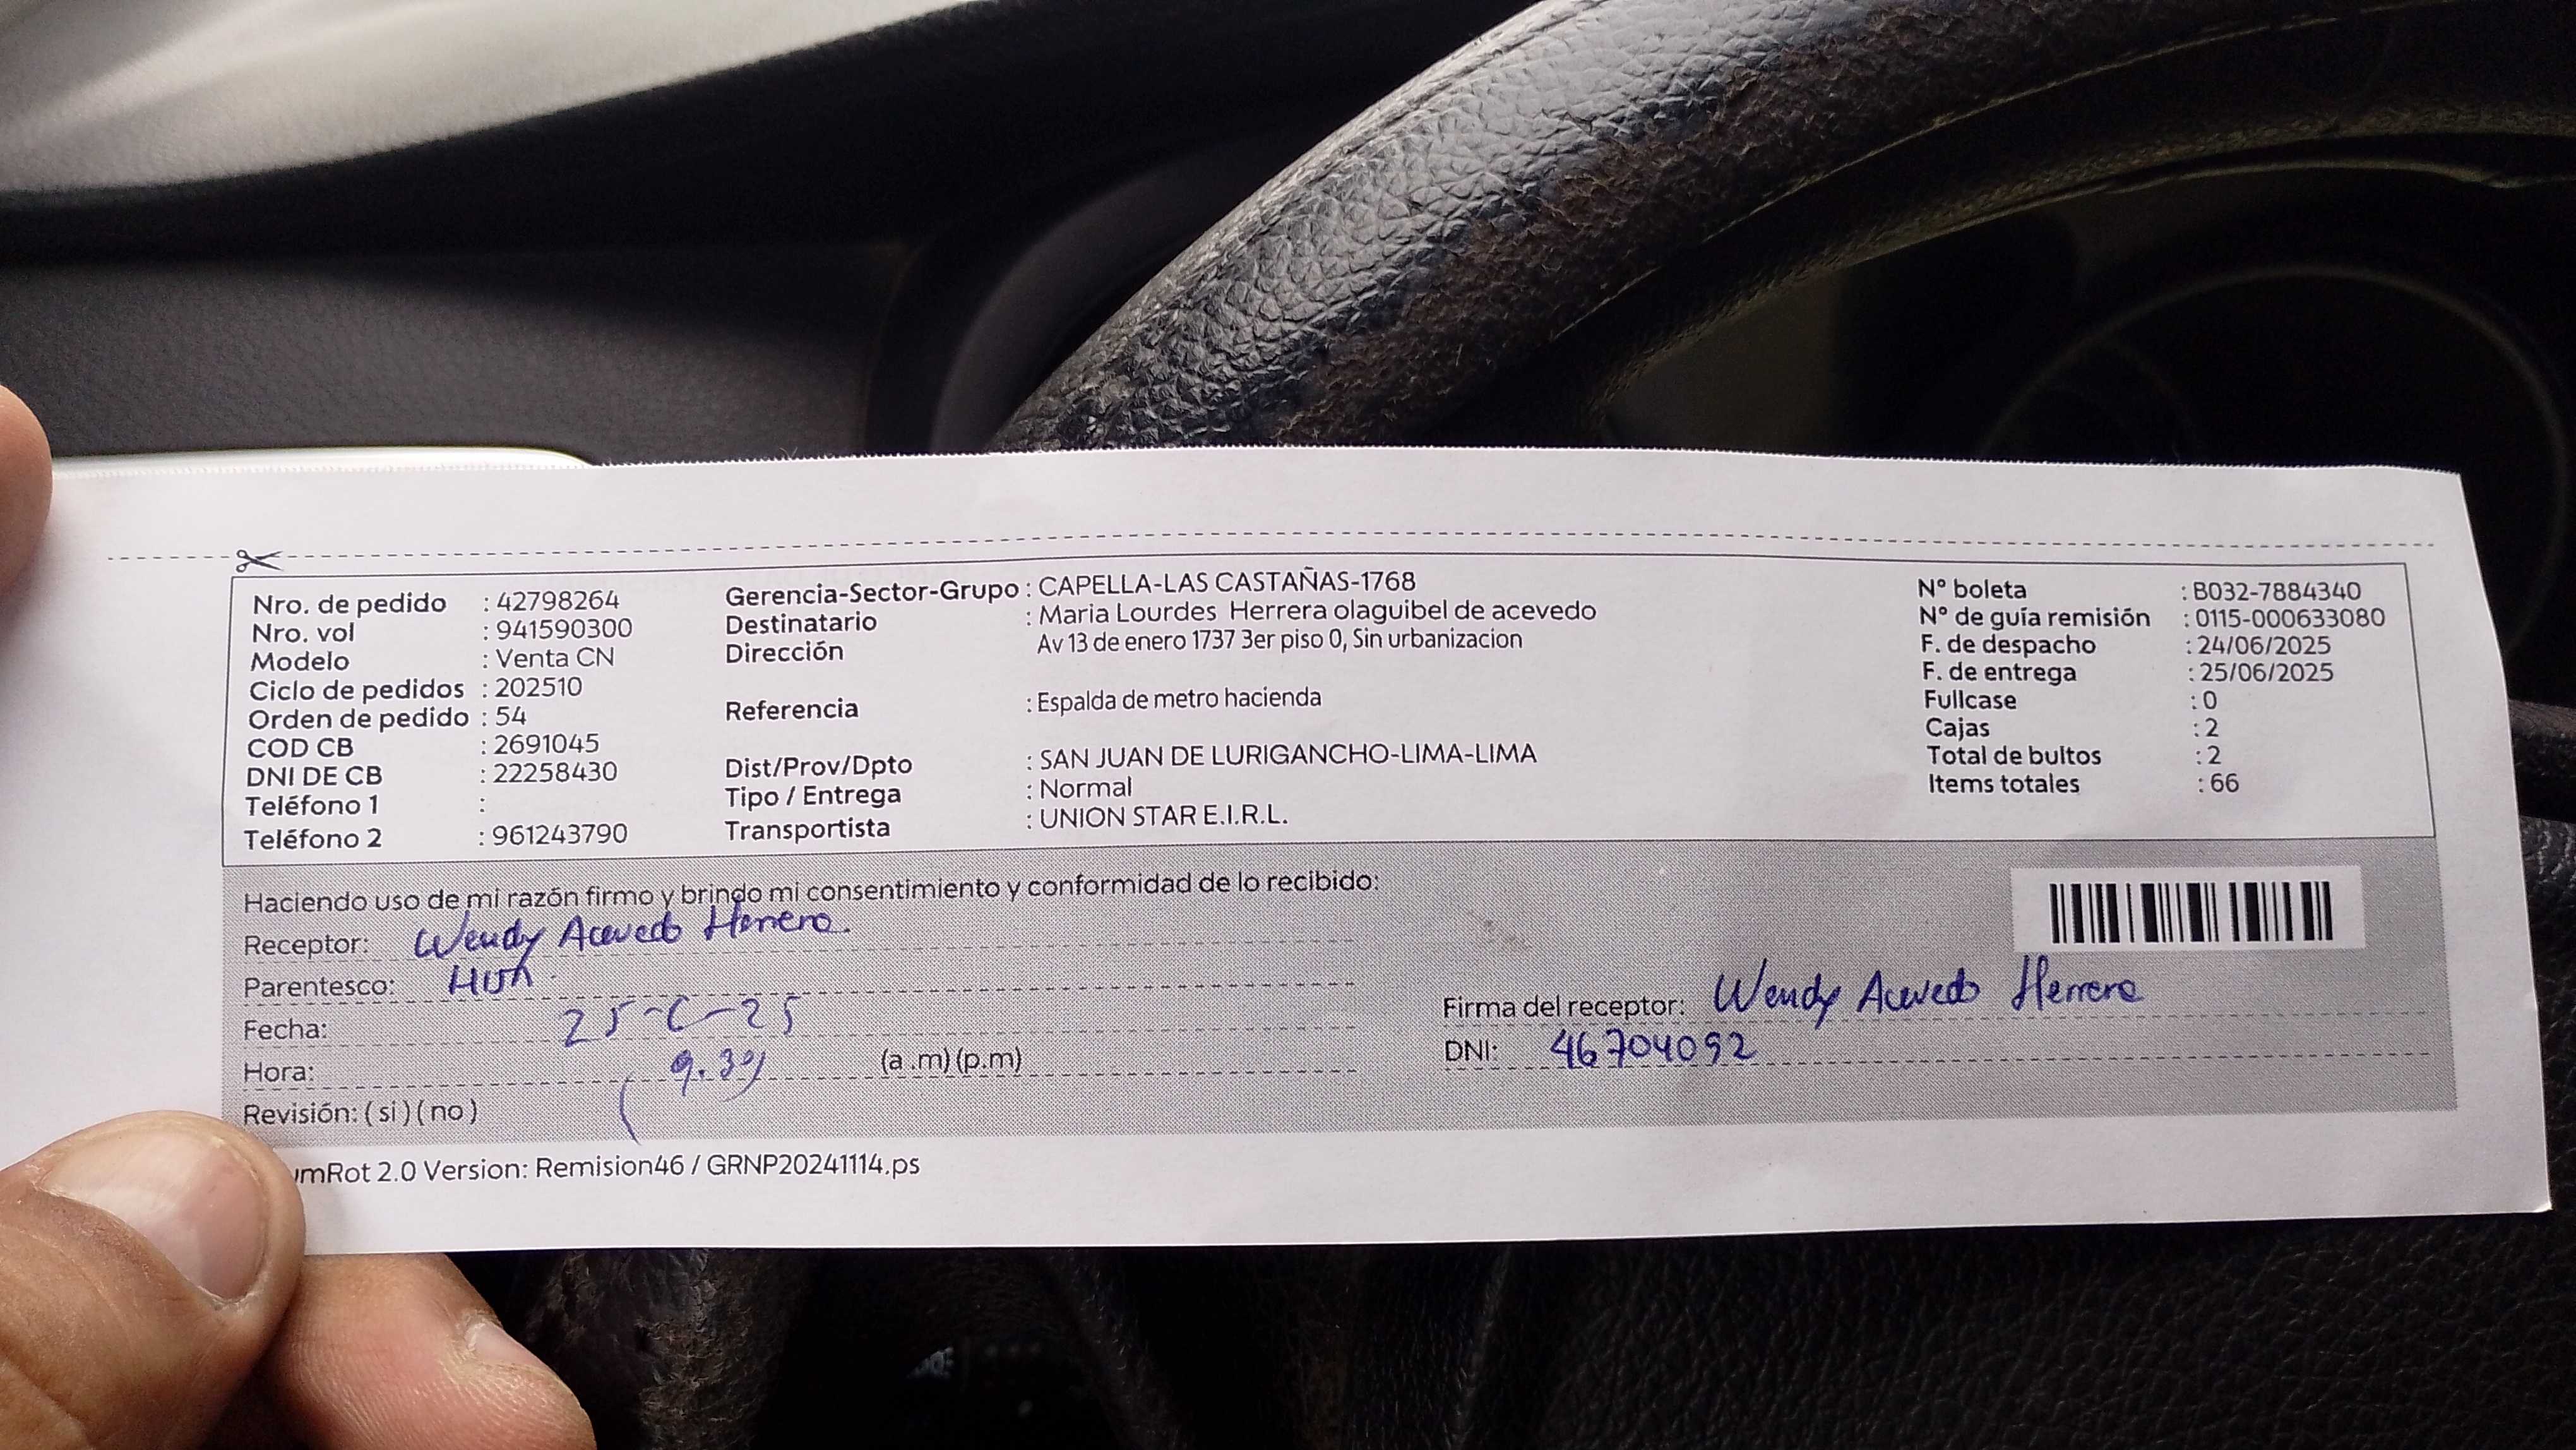 Nro. de pedido : 42798264
Nro. vol : 941590300
Modelo : Venta CN
Ciclo de pedidos : 202510
Orden de pedido : 54
COD CB : 2691045
DNI DE CB : 22258430
Teléfono 1 :
Teléfono 2 : 961243790
Gerencia-Sector-Grupo : CAPELLA-LAS CASTAÑAS-1768
Destinatario : Maria Lourdes Herrera olaguibel de acevedo
Dirección Av 13 de enero 1737 3er piso 0, Sin urbanizacion
Referencia : Espalda de metro hacienda
Dist/Prov/Dpto : SAN JUAN DE LURIGANCHO-LIMA-LIMA
Tipo / Entrega : Normal
Transportista : UNION STAR E.I.R.L.
N° boleta : B032-7884340
N° de guía remisión : 0115-000633080
F. de despacho : 24/06/2025
F. de entrega : 25/06/2025
Fullcase : 0
Cajas : 2
Total de bultos : 2
Items totales : 66
Haciendo uso de mi razón firmo y brindo mi consentimiento y conformidad de lo recibido:
Receptor: Wendy Acevedo Herrera.
Parentesco:
Fecha: 25-6-25
Hora: 9.39 (a .m) (p.m)
Revisión: ( si ) ( no )
Firma del receptor: Wendy Acevedo Herrera
DNI: 46704092
2.0 Version: Remision46 / GRNP20241114.ps